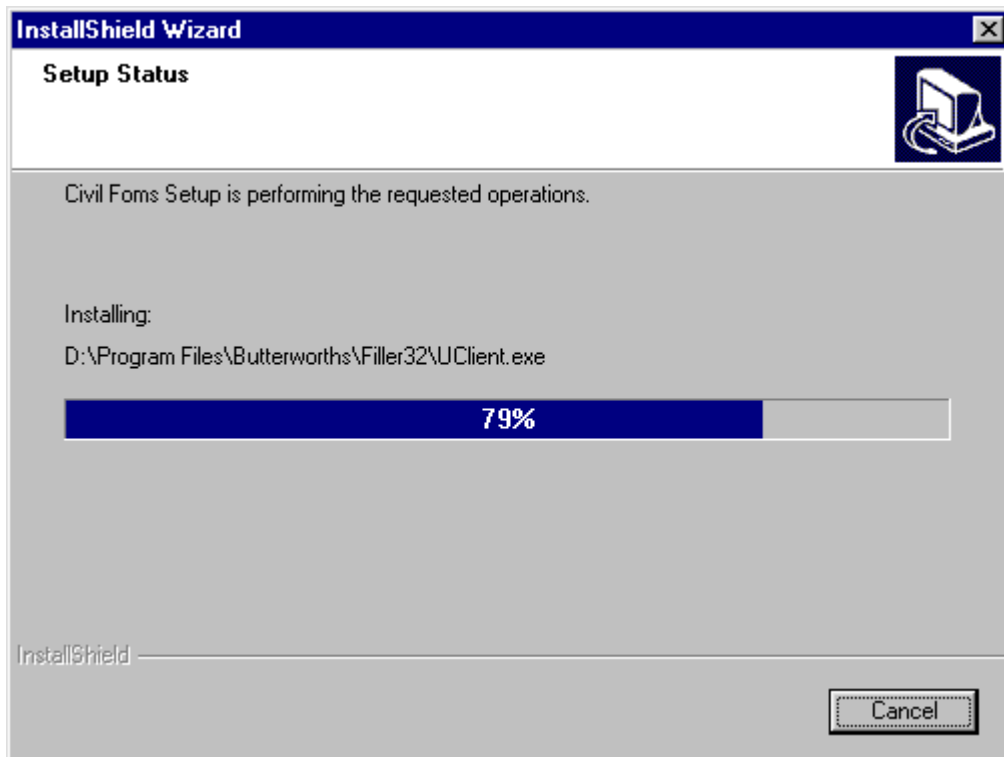 InstallShield Wizard
Setup Status
Civil Foms Setup is performing the requested operations.
Installing:
D:\Program Files\Butterworths\Filler32\UClient.exe
79%
InstallShield
Cancel